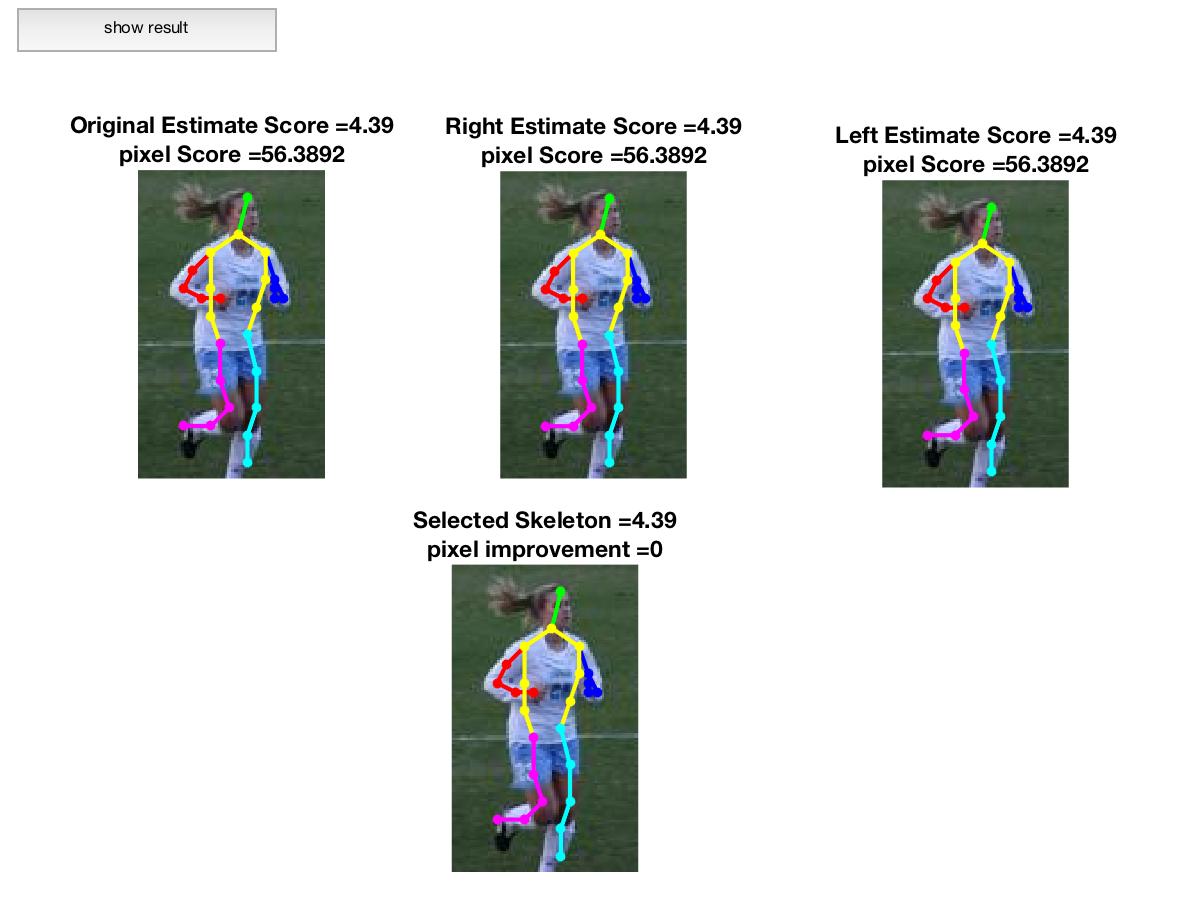 show result
Original Estimate Score =4.39
pixel Score =56.3892
Right Estimate Score =4.39
pixel Score =56.3892
Left Estimate Score =4.39
pixel Score =56.3892
Selected Skeleton =4.39
pixel improvement =0